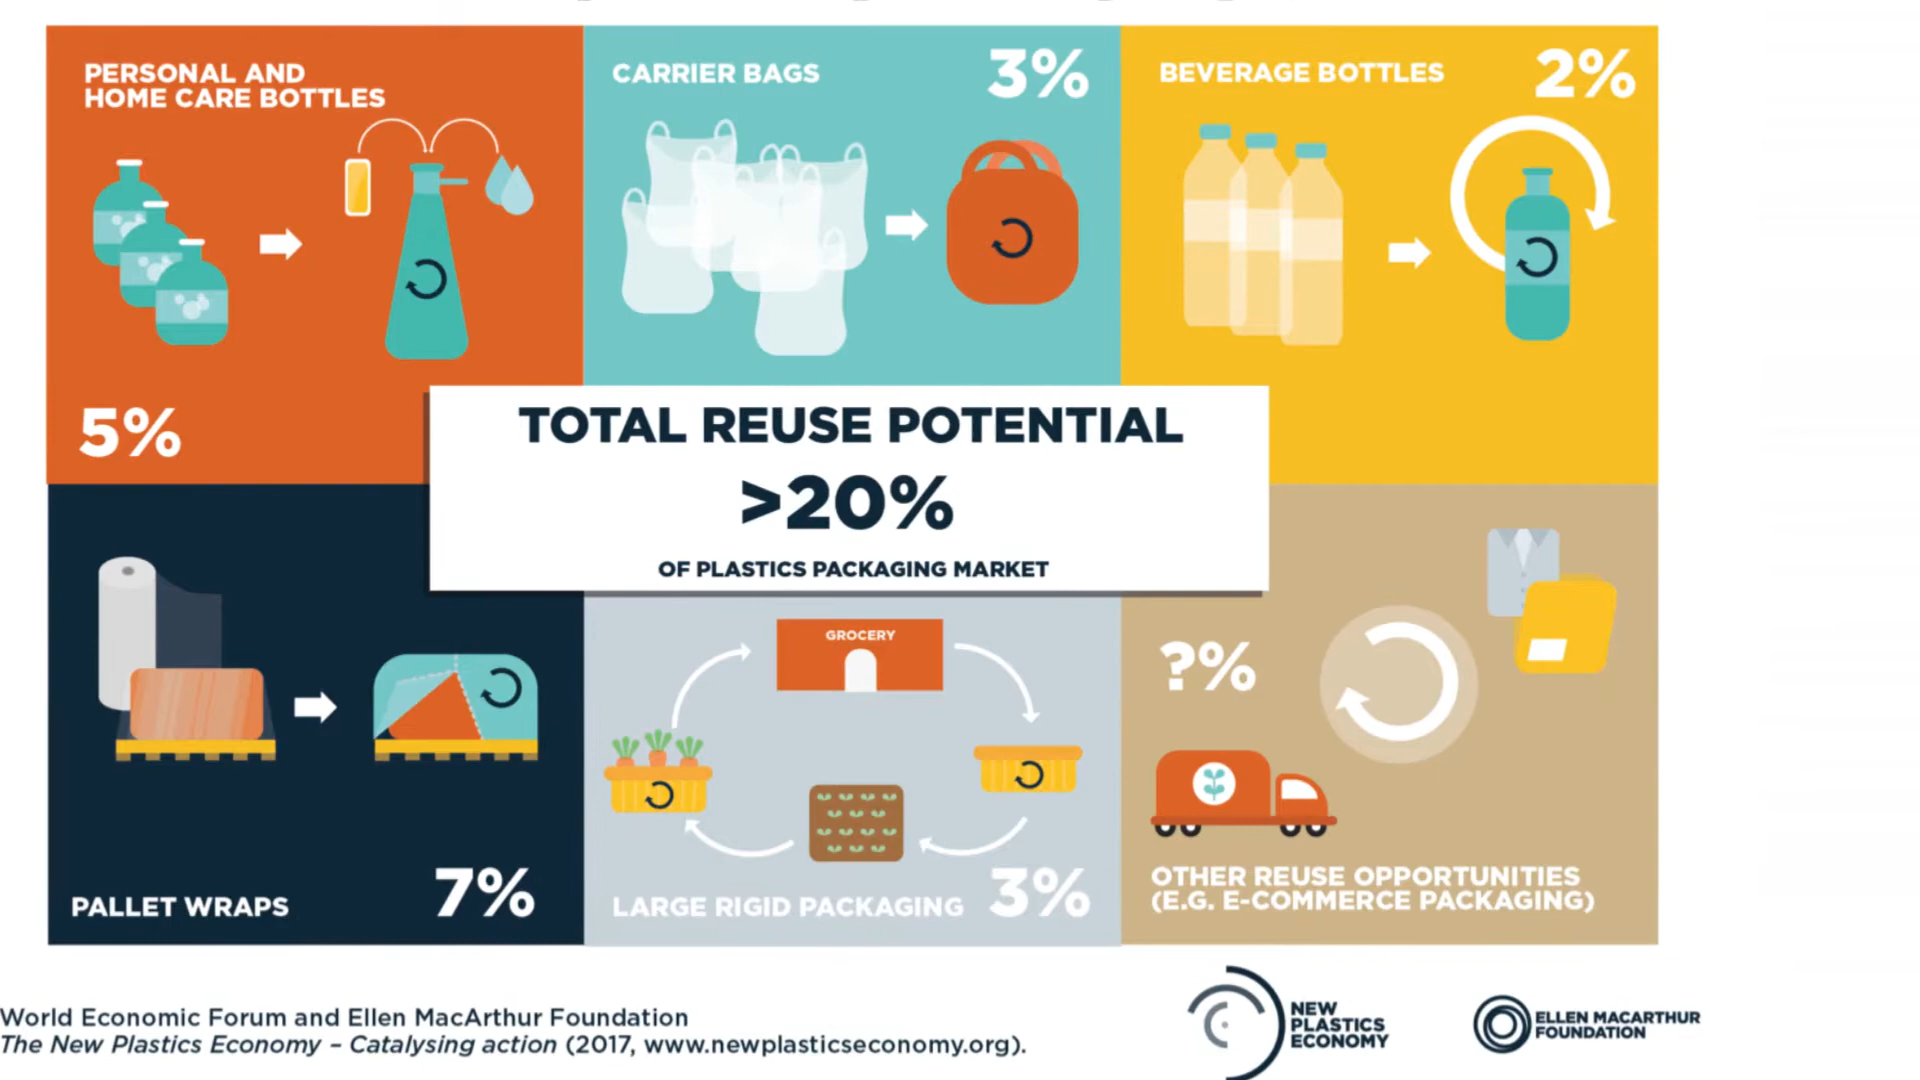 PERSONAL AND
HOME CARE BOTTLES
5%
CARRIER BAGS
3%
BEVERAGE BOTTLES
2%
TOTAL REUSE POTENTIAL
>20%
OF PLASTICS PACKAGING MARKET
PALLET WRAPS
7%
GROCERY
LARGE RIGID PACKAGING
3%
?%
OTHER REUSE OPPORTUNITIES
(E.G. E-COMMERCE PACKAGING)
World Economic Forum and Ellen MacArthur Foundation
The New Plastics Economy – Catalysing action (2017, www.newplasticseconomy.org).
NEW
PLASTICS
ECONOMY
ELLEN MACARTHUR
FOUNDATION